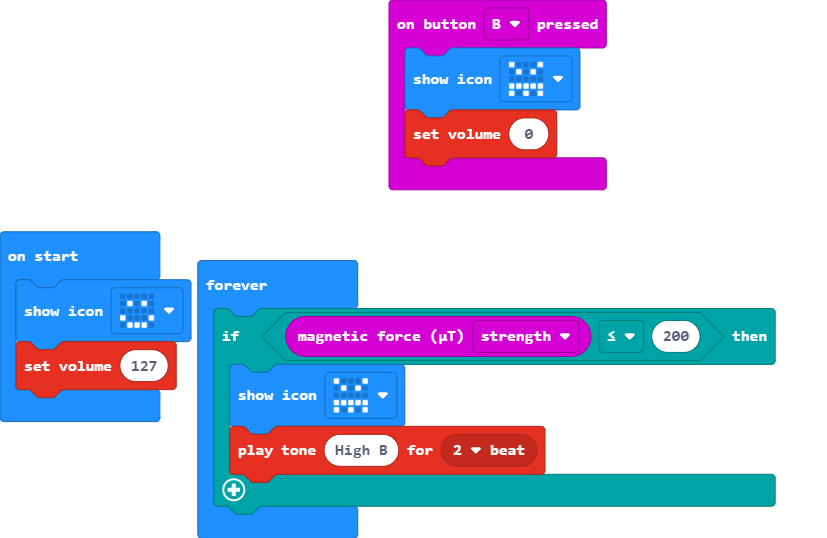 on button B pressed
show icon
set volume 0
on start
show icon
set volume 127
forever
if magnetic force (µT) strength ≤ 200 then
show icon
play tone High B for 2 beat